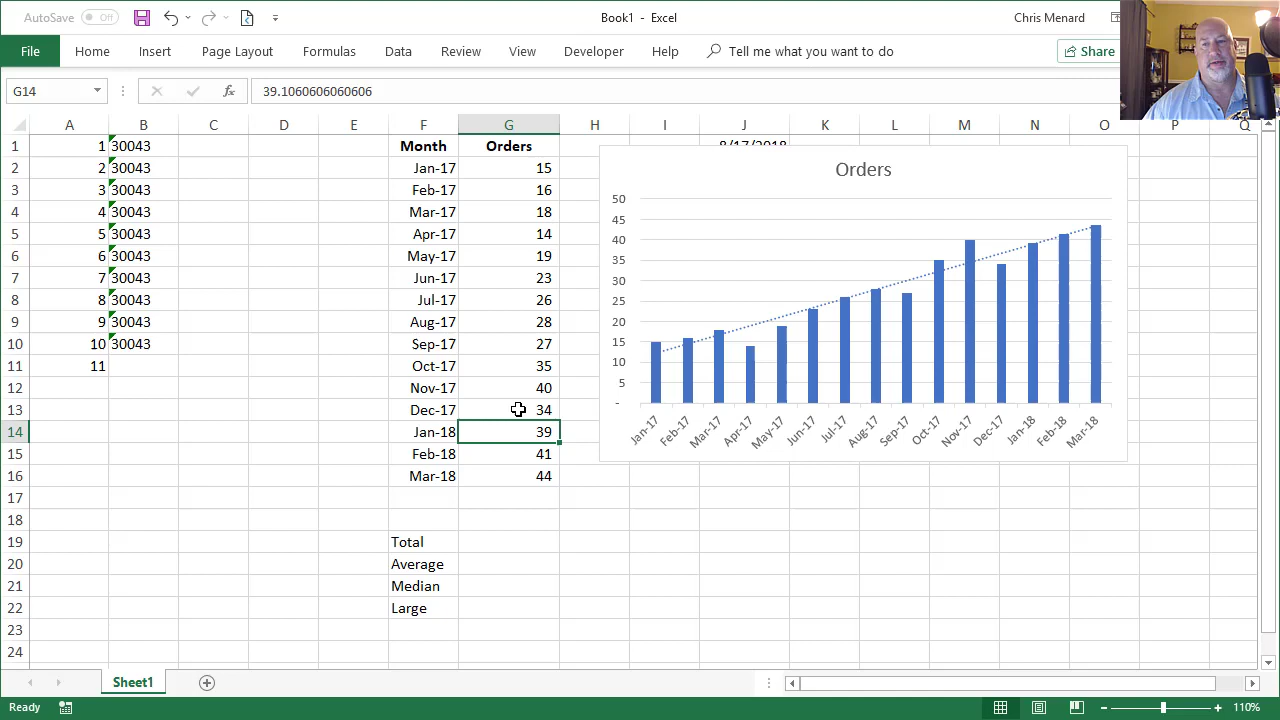 AutoSave Off Book1 - Excel Chris Menard
File Home Insert Page Layout Formulas Data Review View Developer Help Tell me what you want to do Share
G14 fx 39.1060606060606
A B C D E F G H I J K L M N O P Q
1 1 30043 Month Orders 8/17/2018
2 2 30043 Jan-17 15
3 3 30043 Feb-17 16
4 4 30043 Mar-17 18
5 5 30043 Apr-17 14
6 6 30043 May-17 19
7 7 30043 Jun-17 23
8 8 30043 Jul-17 26
9 9 30043 Aug-17 28
10 10 30043 Sep-17 27
11 11 Oct-17 35
12 Nov-17 40
13 Dec-17 34
14 Jan-18 39
15 Feb-18 41
16 Mar-18 44
17
18
19 Total
20 Average
21 Median
22 Large
23
24
Orders
50
45
40
35
30
25
20
15
10
5
-
Jan-17 Feb-17 Mar-17 Apr-17 May-17 Jun-17 Jul-17 Aug-17 Sep-17 Oct-17 Nov-17 Dec-17 Jan-18 Feb-18 Mar-18
Sheet1
Ready 110%